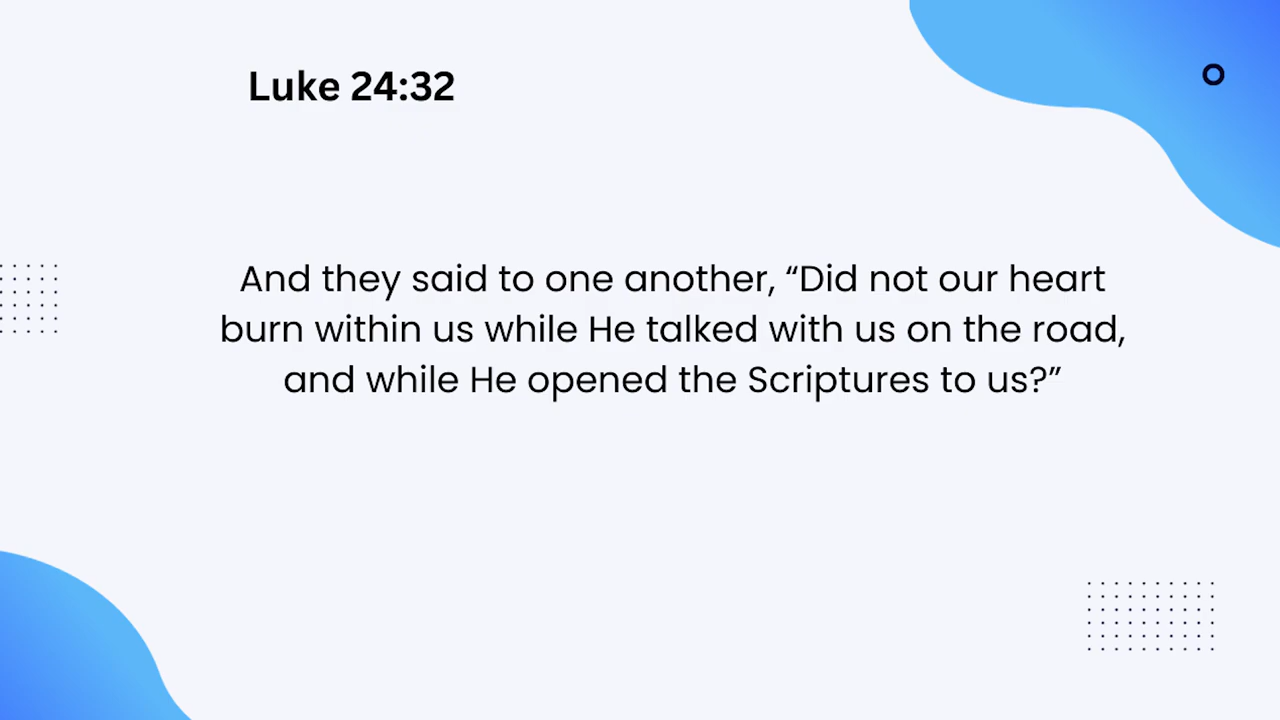 Luke 24:32
And they said to one another, “Did not our heart
burn within us while He talked with us on the road,
and while He opened the Scriptures to us?”